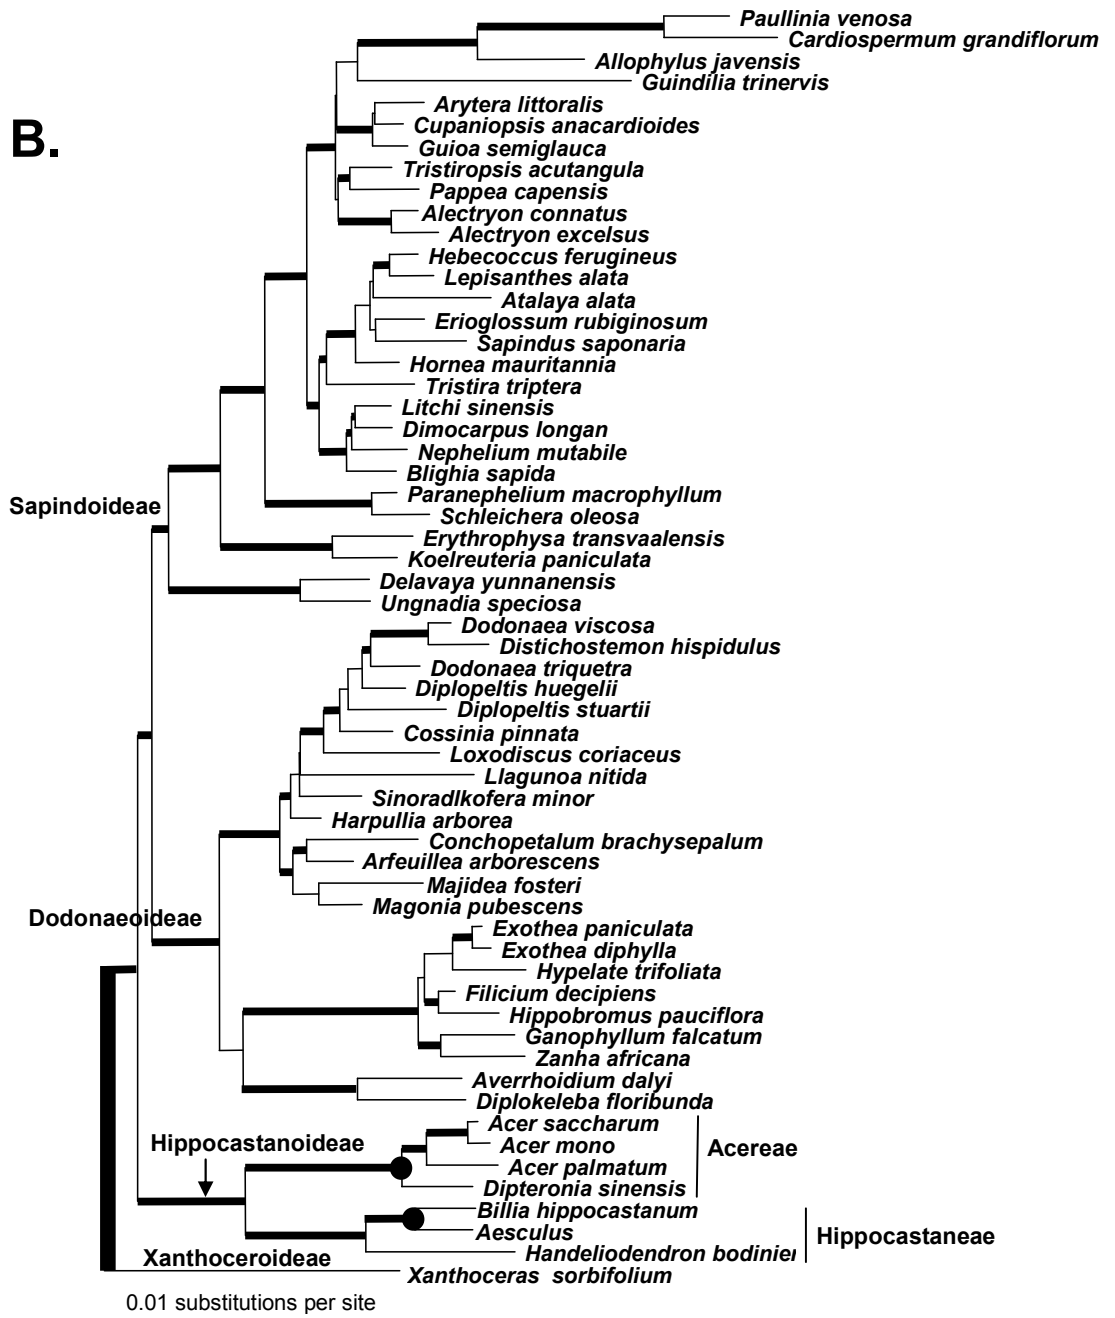 Paullinia venosa
Cardiospermum grandiflorum
Allophylus javensis
Guindilia trinervis
Arytera littoralis
B.
Cupaniopsis anacardioides
Guioa semiglauca
Tristiropsis acutangula
Pappea capensis
Alectryon connatus
Alectryon excelsus
Hebecoccus ferugineus
Lepisanthes alata
Atalaya alata
Erioglossum rubiginosum
Sapindus saponaria
Hornea mauritannia
Tristira triptera
Litchi sinensis
Dimocarpus longan
Nephelium mutabile
Blighia sapida
Paranephelium macrophyllum
Sapindoideae
Schleichera oleosa
Erythrophysa transvaalensis
Koelreuteria paniculata
Delavaya yunnanensis
Ungnadia speciosa
Dodonaea viscosa
Distichostemon hispidulus
Dodonaea triquetra
Diplopeltis huegelii
Diplopeltis stuartii
Cossinia pinnata
Loxodiscus coriaceus
Llagunoa nitida
Sinoradlkofera minor
Harpullia arborea
Conchopetalum brachysepalum
Arfeuillea arborescens
Majidea fosteri
Magonia pubescens
Dodonaeoideae
Exothea paniculata
Exothea diphylla
Hypelate trifoliata
Filicium decipiens
Hippobromus pauciflora
Ganophyllum falcatum
Zanha africana
Averrhoidium dalyi
Diplokeleba floribunda
Acer saccharum
Hippocastanoideae
Acer mono
Acereae
Acer palmatum
Dipteronia sinensis
Billia hippocastanum
Aesculus
Hippocastaneae
Handeliodendron bodinier
Xanthoceroideae
Xanthoceras sorbifolium
0.01 substitutions per site